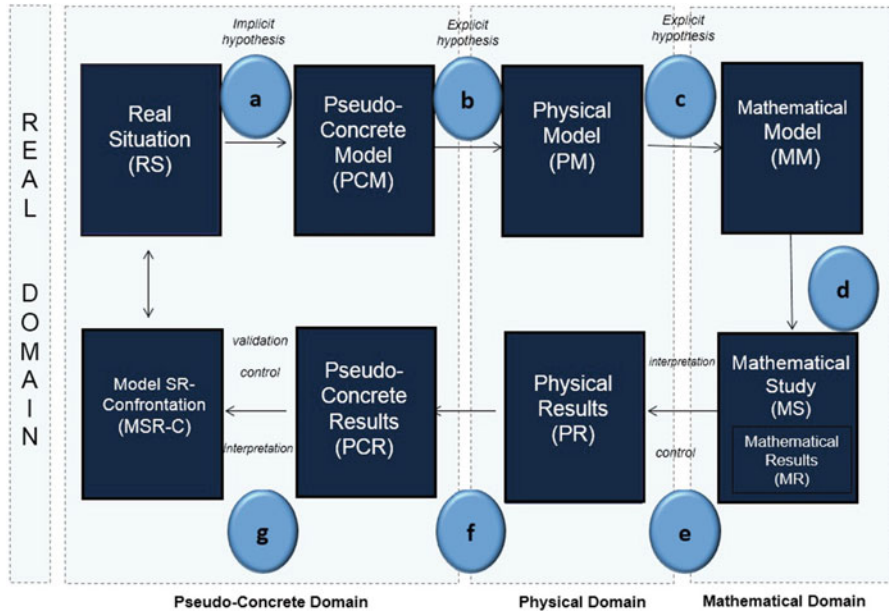 Implicit
hypothesis
Explicit
hypothesis
Explicit
hypothesis
REAL
DOMAIN
Real
Situation
(RS)
a
Pseudo-
Concrete
Model
(PCM)
b
Physical
Model
(PM)
c
Mathematical
Model
(MM)
d
Model SR-
Confrontation
(MSR-C)
validation
control
interpretation
g
Pseudo-
Concrete
Results
(PCR)
f
Physical
Results
(PR)
interpretation
control
e
Mathematical
Study
(MS)
Mathematical
Results
(MR)
Pseudo-Concrete Domain
Physical Domain
Mathematical Domain